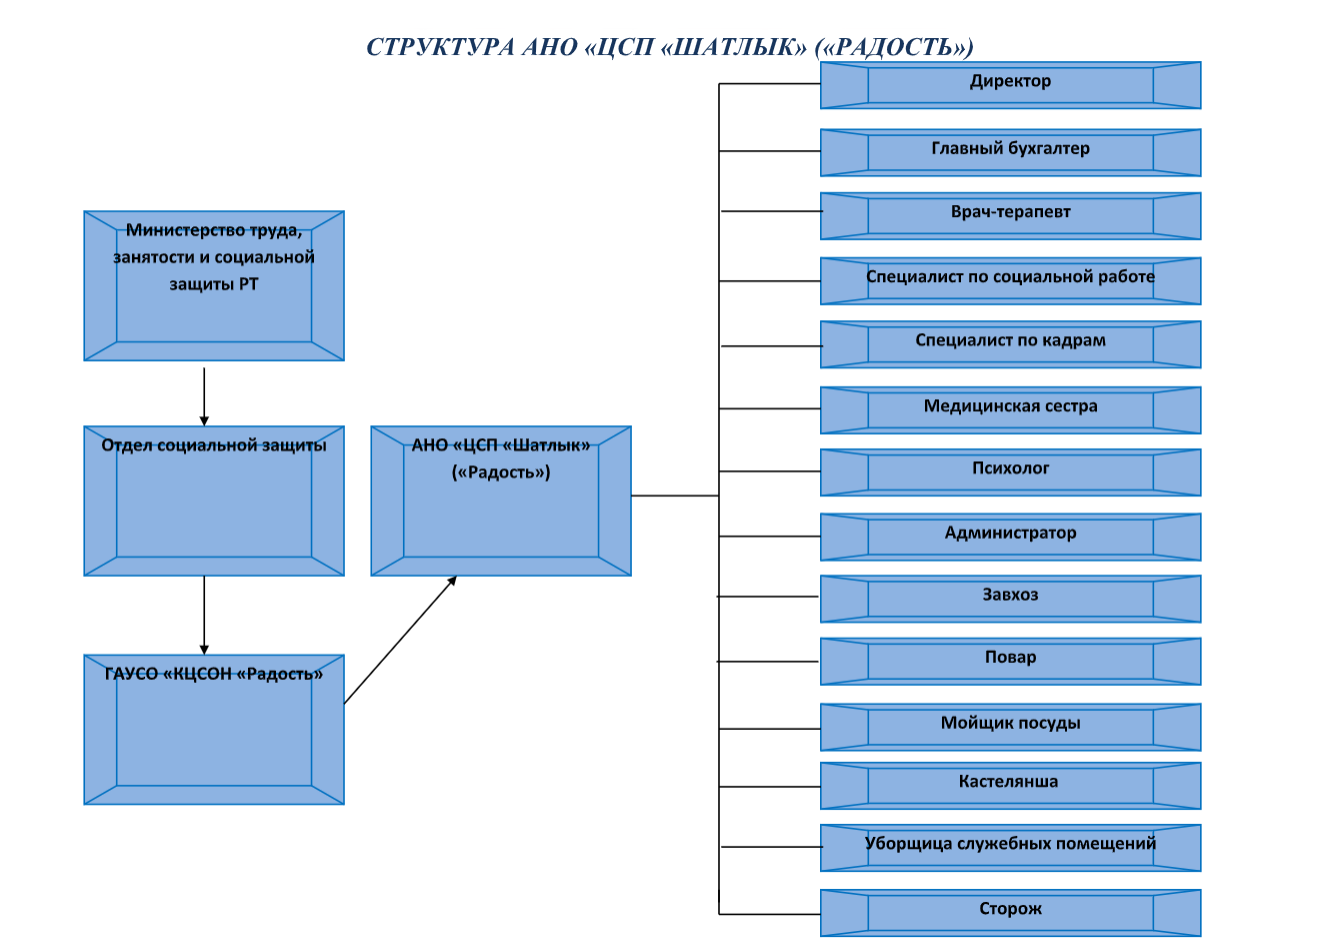 СТРУКТУРА АНО «ЦСП «ШАТЛЫК» («РАДОСТЬ»)
Министерство труда,
занятости и социальной
защиты РТ
Отдел социальной защиты
ГАУСО «КЦСОН «Радость»
АНО «ЦСП «Шатлык»
(«Радость»)
Директор
Главный бухгалтер
Врач-терапевт
Специалист по социальной работе
Специалист по кадрам
Медицинская сестра
Психолог
Администратор
Завхоз
Повар
Мойщик посуды
Кастелянша
Уборщица служебных помещений
Сторож